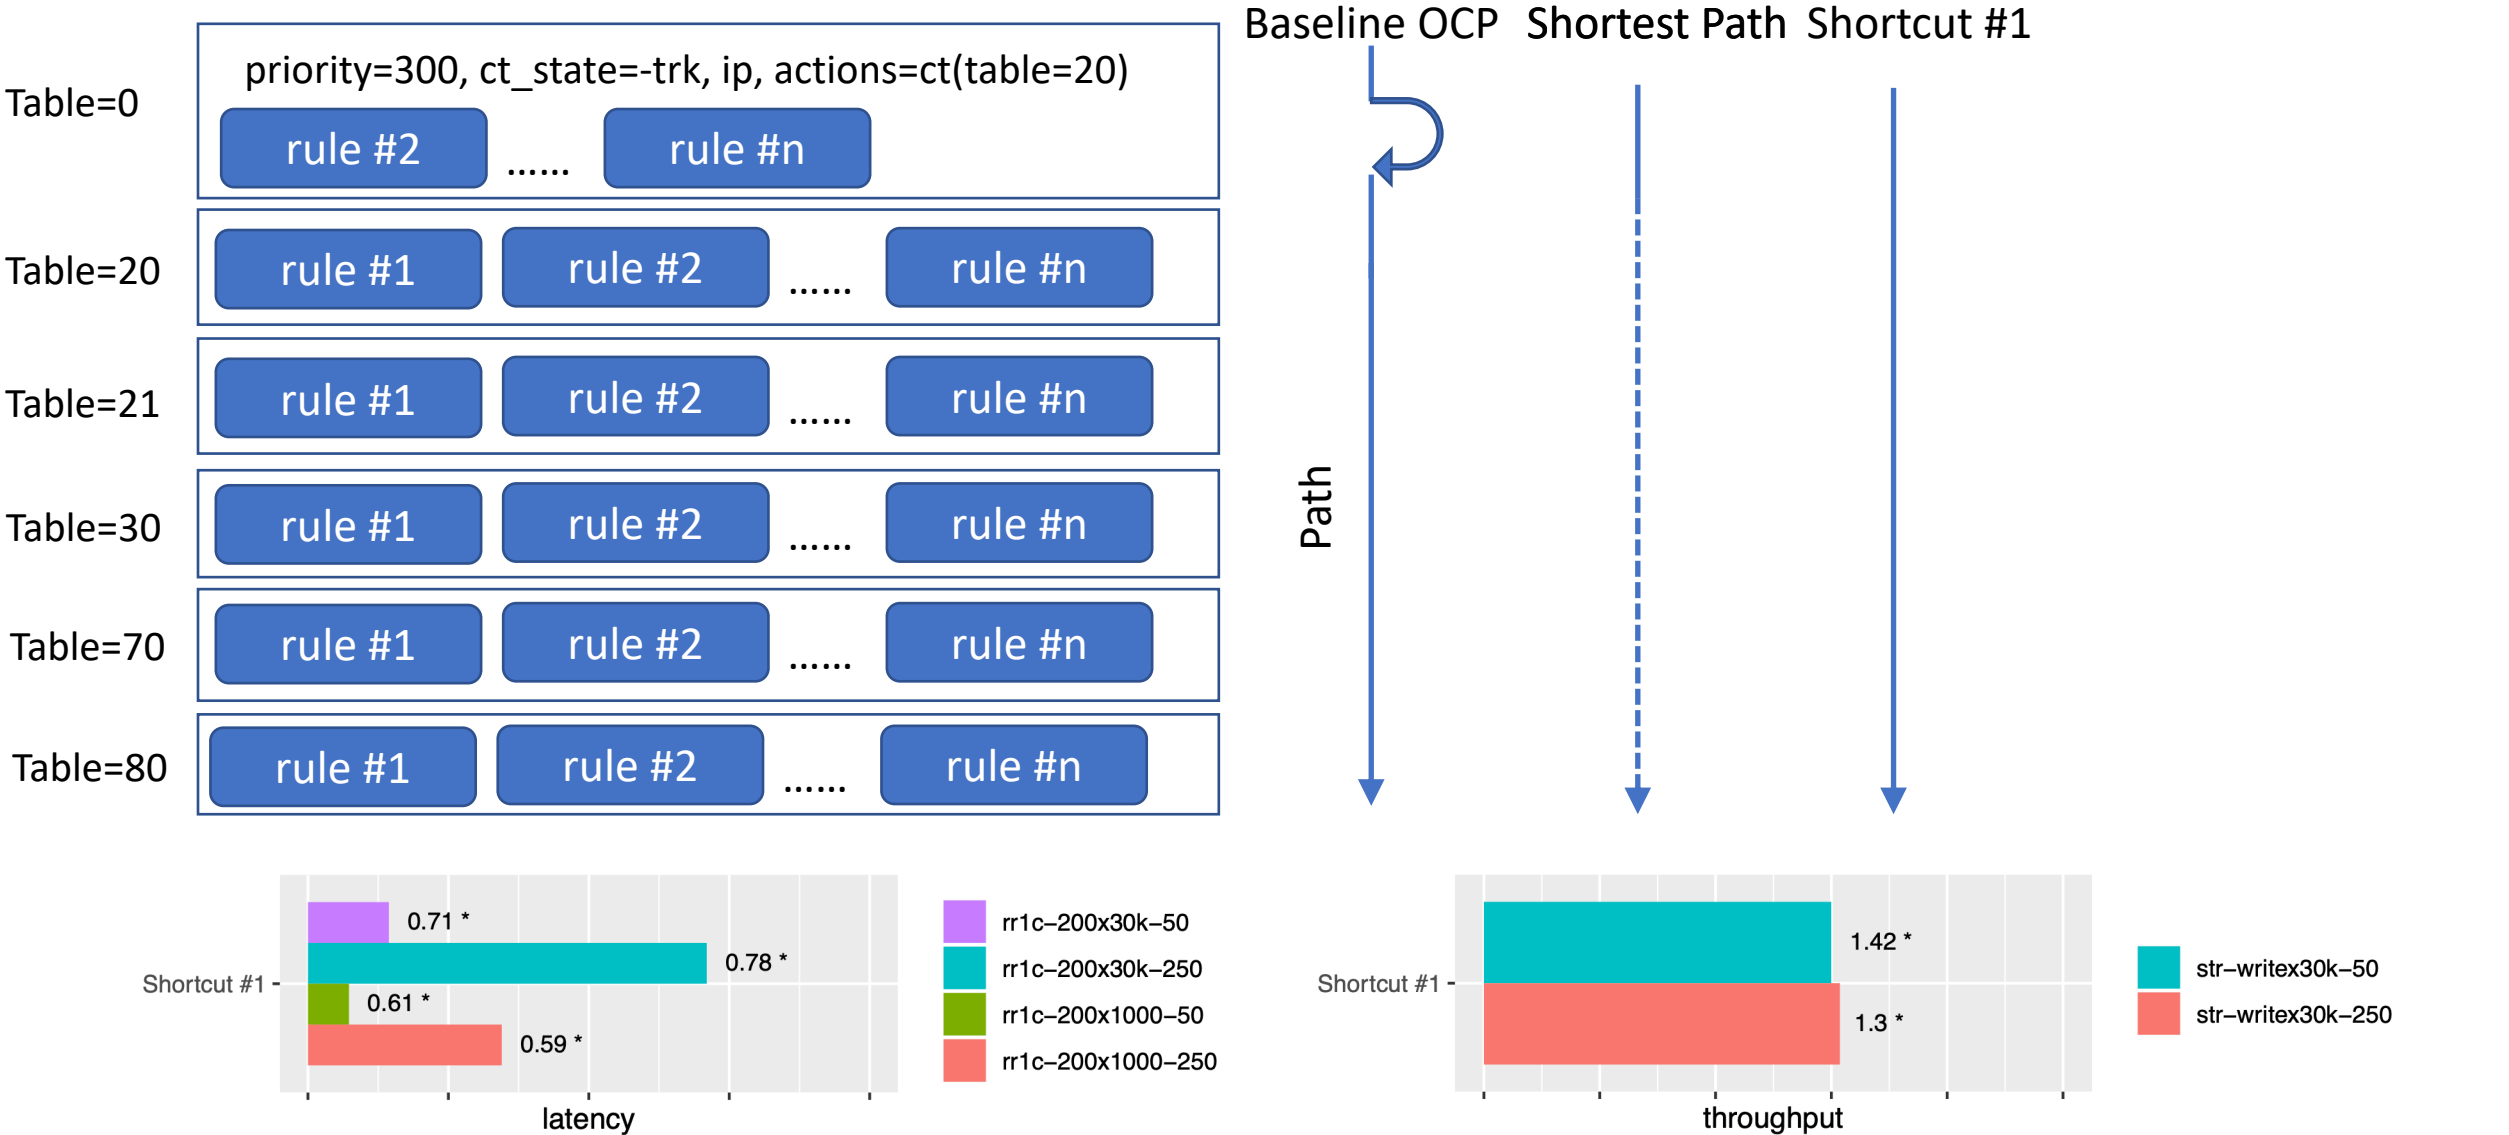 Baseline OCP Shortest Path Shortcut #1
Table=0
priority=300, ct_state=-trk, ip, actions=ct(table=20)
rule #2 ...... rule #n
Table=20
rule #1 rule #2 ...... rule #n
Table=21
rule #1 rule #2 ...... rule #n
Table=30
rule #1 rule #2 ...... rule #n
Table=70
rule #1 rule #2 ...... rule #n
Table=80
rule #1 rule #2 ...... rule #n
Path
Shortcut #1
0.71 *
0.78 *
0.61 *
0.59 *
latency
rr1c−200x30k−50
rr1c−200x30k−250
rr1c−200x1000−50
rr1c−200x1000−250
Shortcut #1
1.42 *
1.3 *
throughput
str−writex30k−50
str−writex30k−250